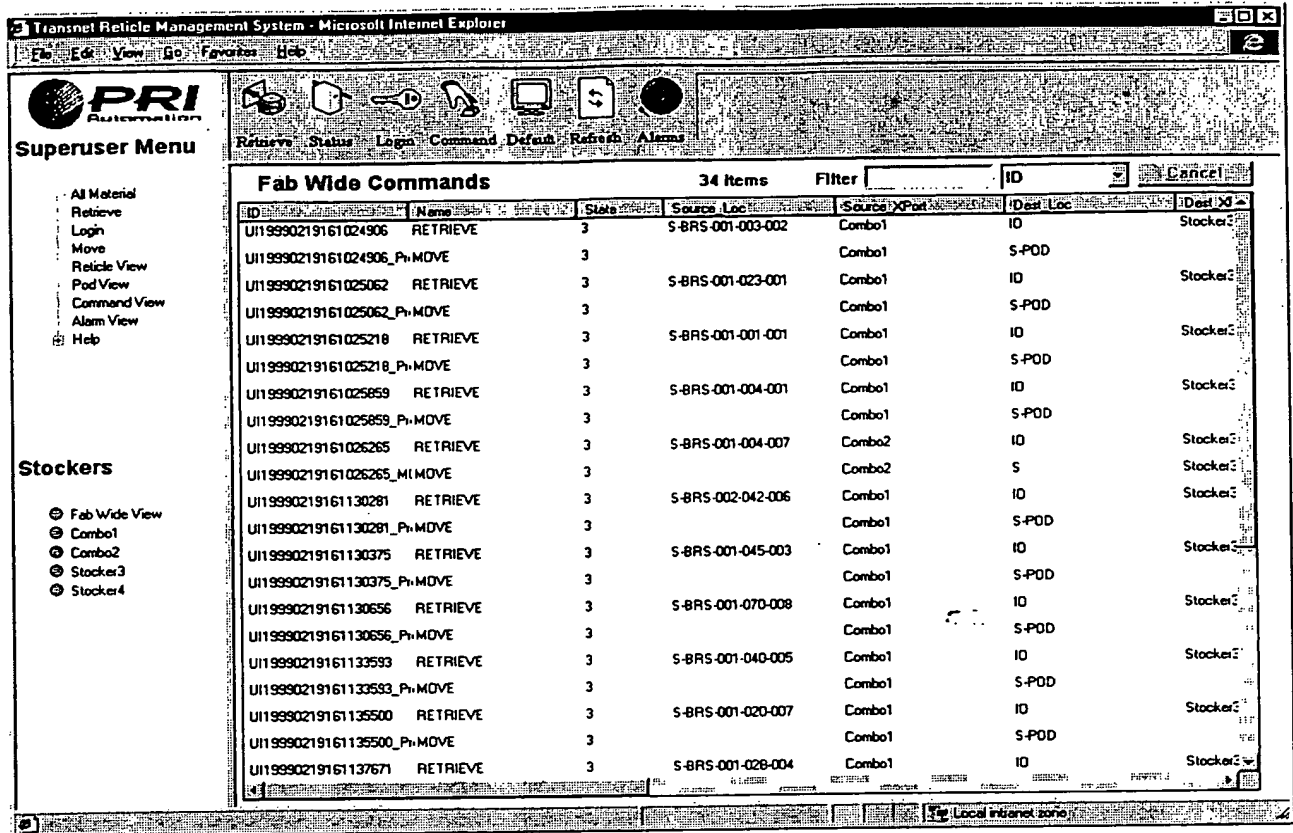 Transnet Reticle Management System - Microsoft Internet Explorer
File Edit View Go Favorites Help
PRI
Automation
Superuser Menu
All Material
Retrieve
Login
Move
Reticle View
Pod View
Command View
Alarm View
Help
Stockers
Fab Wide View
Combo1
Combo2
Stocker3
Stocker4
Retrieve Status Login Command Default Refresh Alarms
Fab Wide Commands 34 Items Filter ID Cancel
ID Name State Source Loc Source XPort Dest Loc Dest XP
UI19990219161024906 RETRIEVE 3 S-BRS-001-003-002 Combo1 IO Stocker3
UI19990219161024906_Pr MOVE 3 Combo1 S-POD
UI19990219161025062 RETRIEVE 3 S-BRS-001-023-001 Combo1 IO Stocker3
UI19990219161025062_Pr MOVE 3 Combo1 S-POD
UI19990219161025218 RETRIEVE 3 S-BRS-001-001-001 Combo1 IO Stocker3
UI19990219161025218_Pr MOVE 3 Combo1 S-POD
UI19990219161025859 RETRIEVE 3 S-BRS-001-004-001 Combo1 IO Stocker3
UI19990219161025859_Pr MOVE 3 Combo1 S-POD
UI19990219161026265 RETRIEVE 3 S-BRS-001-004-007 Combo2 IO Stocker3
UI19990219161026265_MI MOVE 3 Combo2 S Stocker3
UI19990219161130281 RETRIEVE 3 S-BRS-002-042-006 Combo1 IO Stocker3
UI19990219161130281_Pr MOVE 3 Combo1 S-POD
UI19990219161130375 RETRIEVE 3 S-BRS-001-045-003 Combo1 IO Stocker3
UI19990219161130375_Pr MOVE 3 Combo1 S-POD
UI19990219161130656 RETRIEVE 3 S-BRS-001-070-008 Combo1 IO Stocker3
UI19990219161130656_Pr MOVE 3 Combo1 S-POD
UI19990219161133593 RETRIEVE 3 S-BRS-001-040-005 Combo1 IO Stocker3
UI19990219161133593_Pr MOVE 3 Combo1 S-POD
UI19990219161135500 RETRIEVE 3 S-BRS-001-020-007 Combo1 IO Stocker3
UI19990219161135500_Pr MOVE 3 Combo1 S-POD
UI19990219161137671 RETRIEVE 3 S-BRS-001-028-004 Combo1 IO Stocker3
Local intranet zone